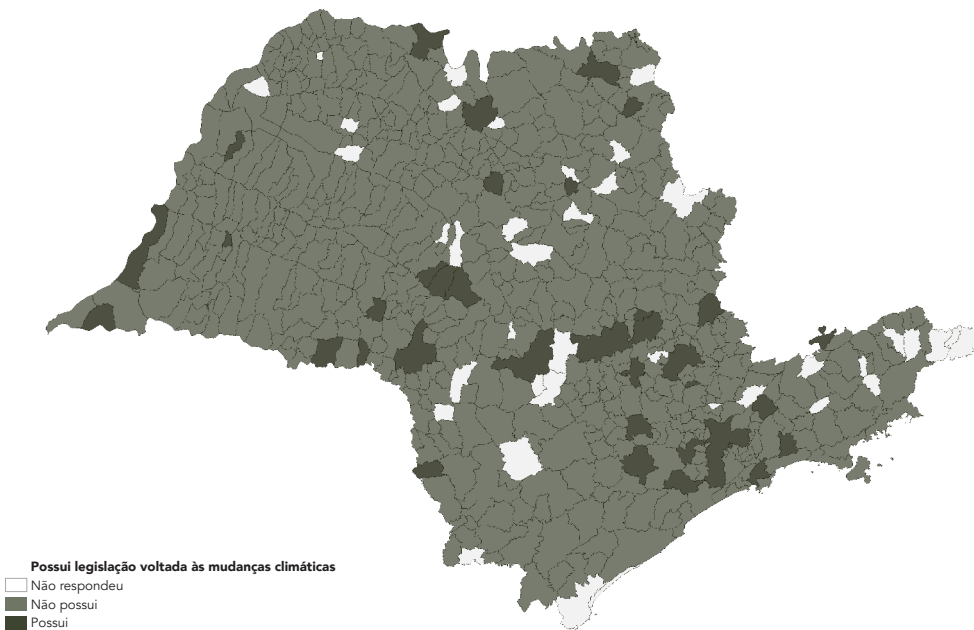 Possui legislação voltada às mudanças climáticas
Não respondeu
Não possui
Possui